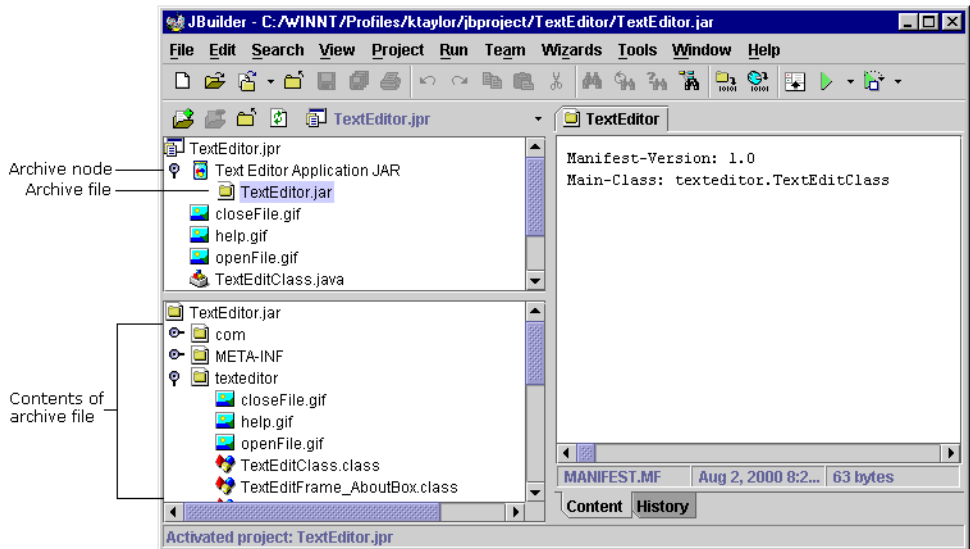 JBuilder - C:/WINNT/Profiles/ktaylor/jbproject/TextEditor/TextEditor.jar
File Edit Search View Project Run Team Wizards Tools Window Help
TextEditor.jpr
TextEditor
TextEditor.jpr
Archive node
Text Editor Application JAR
Archive file
TextEditor.jar
closeFile.gif
help.gif
openFile.gif
TextEditClass.java
Manifest-Version: 1.0
Main-Class: texteditor.TextEditClass
TextEditor.jar
com
META-INF
texteditor
Contents of
archive file
closeFile.gif
help.gif
openFile.gif
TextEditClass.class
TextEditFrame_AboutBox.class
MANIFEST.MF Aug 2, 2000 8:2... 63 bytes
Content History
Activated project: TextEditor.jpr